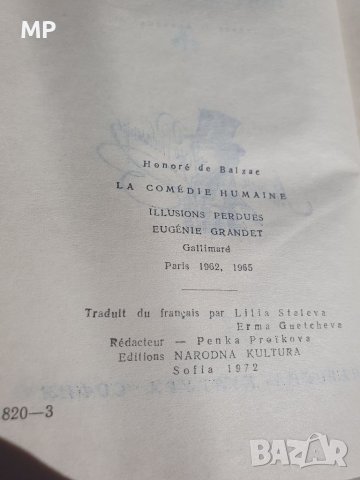 MP
Honoré de Balzac
LA COMÉDIE HUMAINE
ILLUSIONS PERDUES
EUGÉNIE GRANDET
Gallimard
Paris 1962, 1965
Traduit du français par Lilia Staleva
Erma Guetcheva
Rédacteur — Penka Proïkova
Editions NARODNA KULTURA
Sofia 1972
820—3
bazar